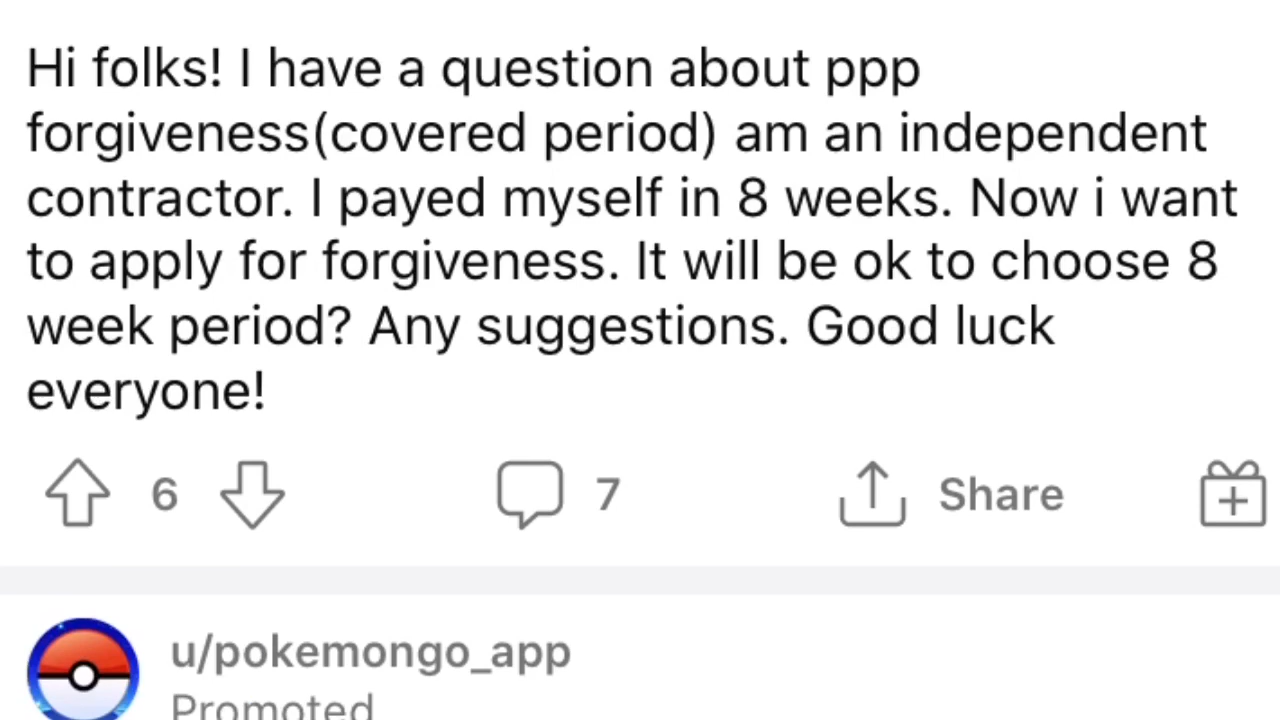 Hi folks! I have a question about ppp
forgiveness(covered period) am an independent
contractor. I payed myself in 8 weeks. Now i want
to apply for forgiveness. It will be ok to choose 8
week period? Any suggestions. Good luck
everyone!
6 7 Share
u/pokemongo_app
Promoted